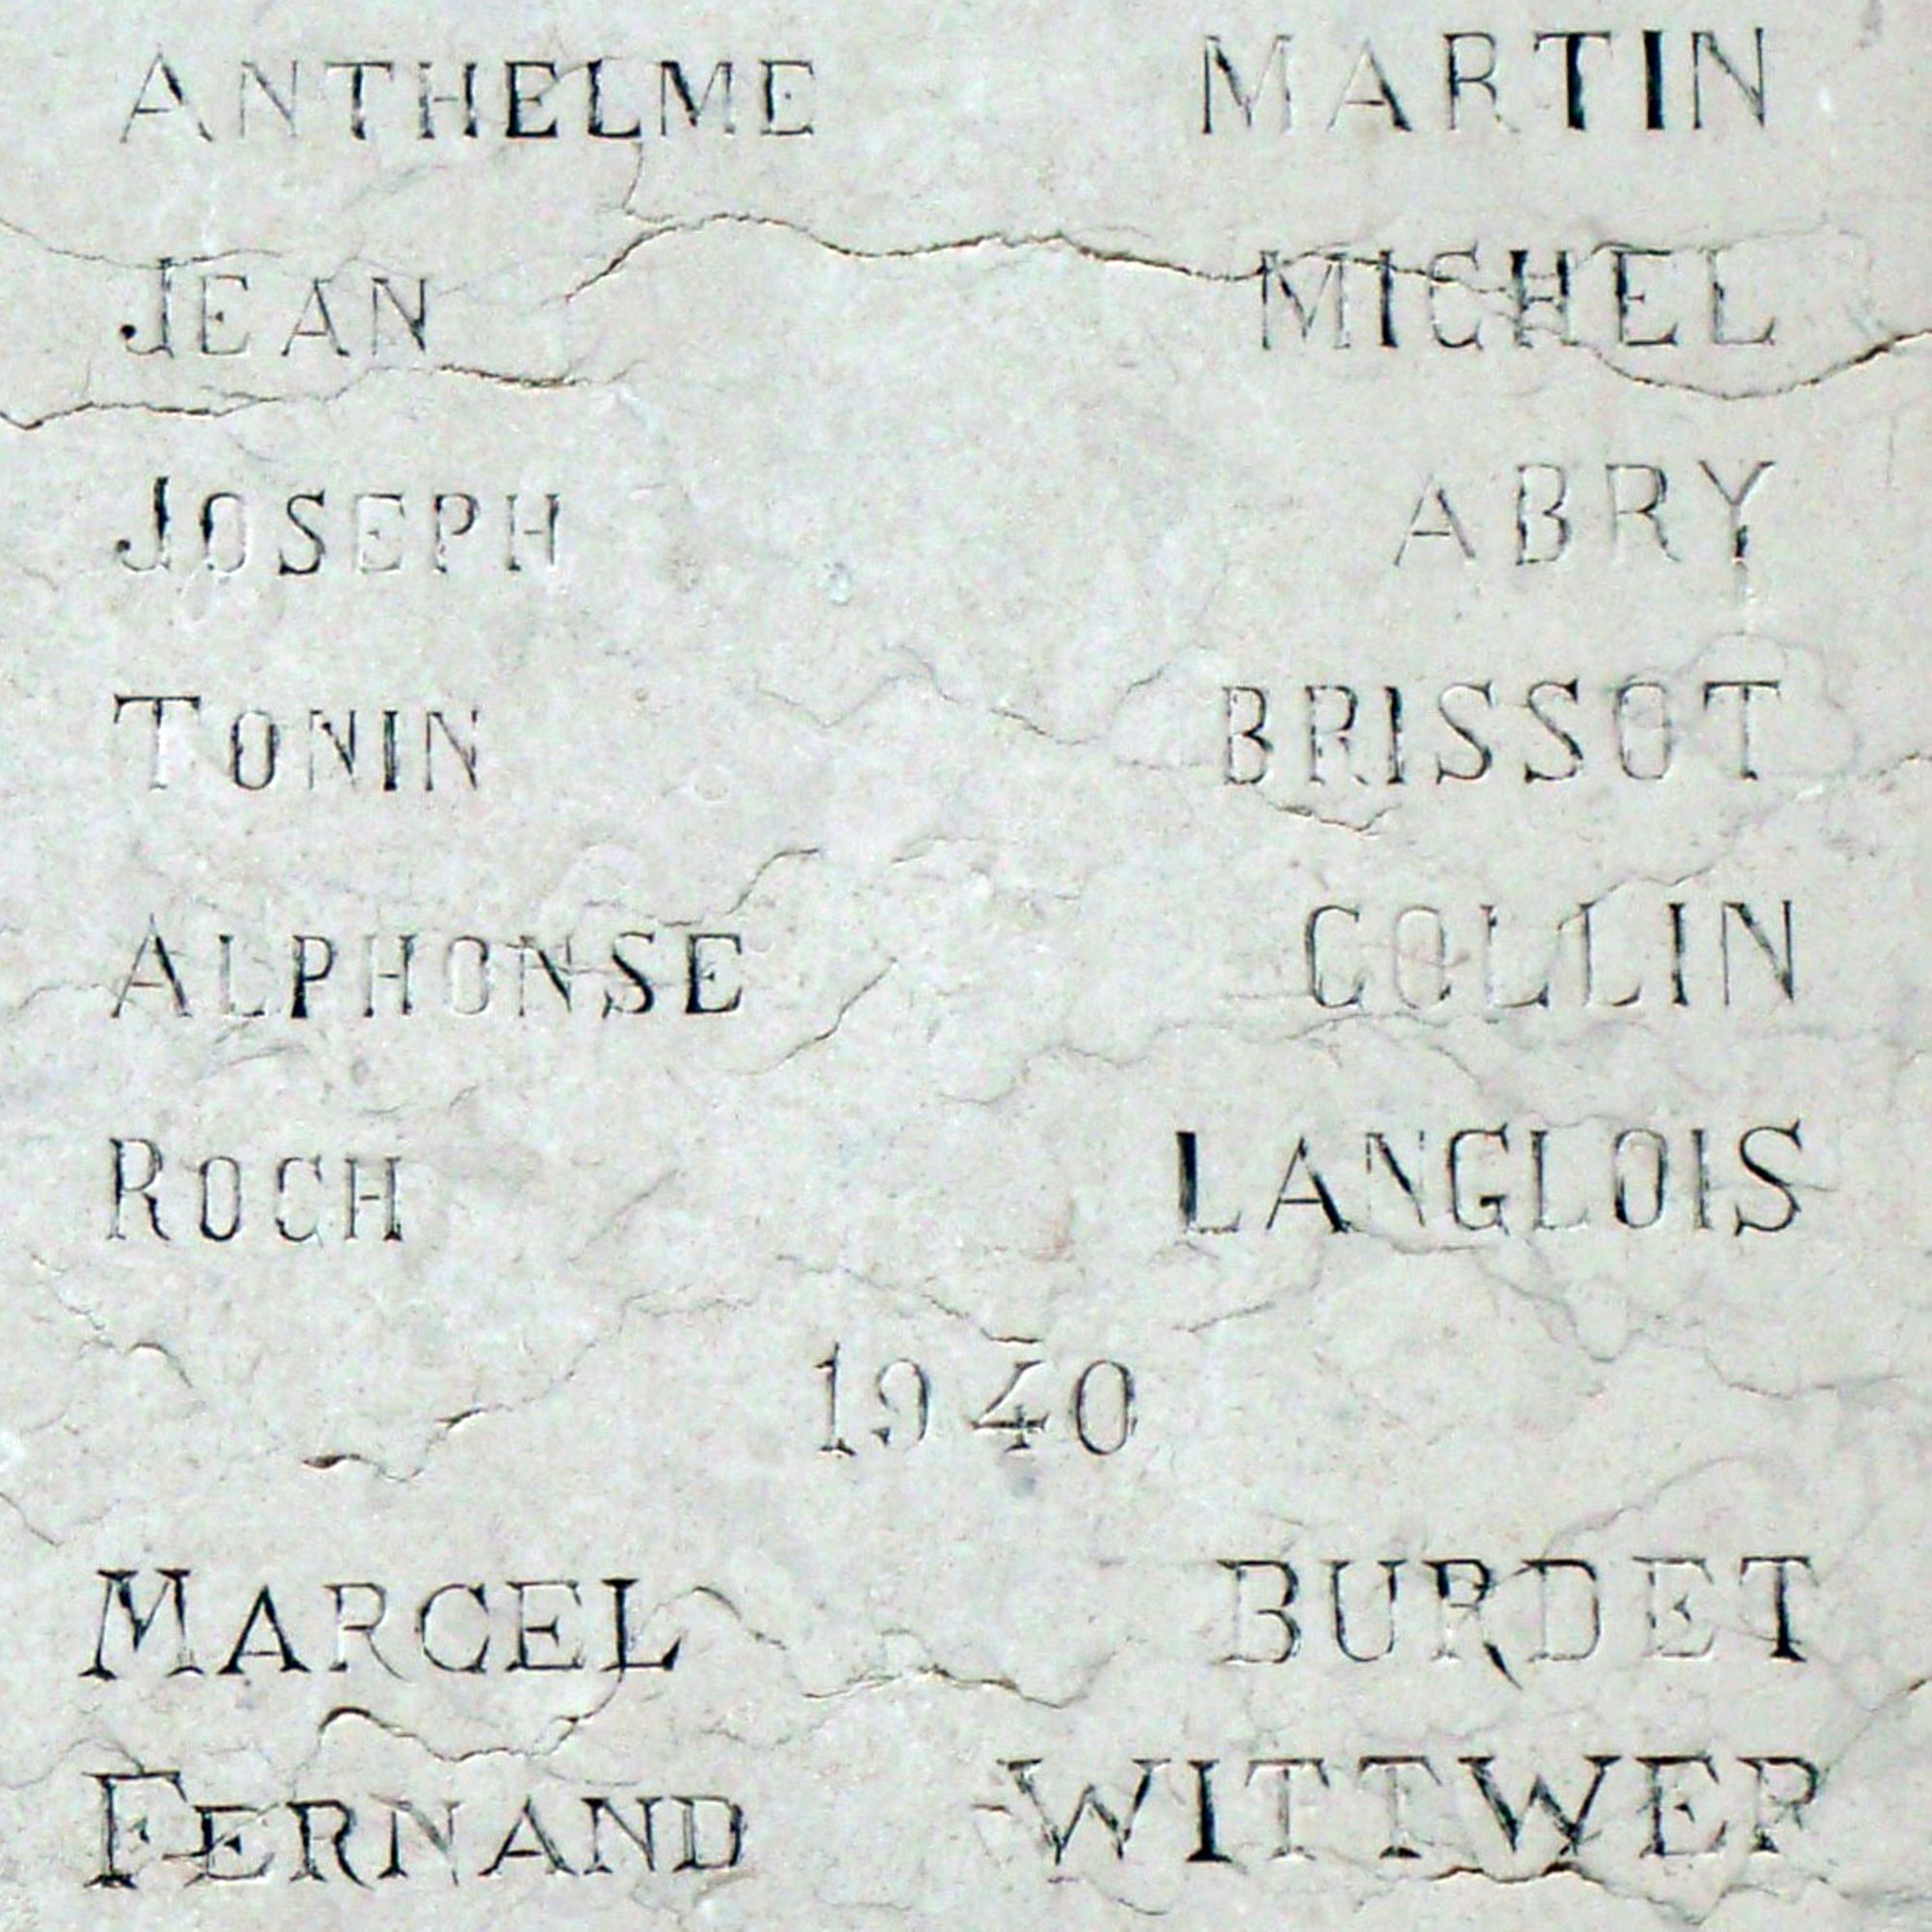 ANTHELME MARTIN
JEAN MICHEL
JOSEPH ABRY
TONIN BRISSOT
ALPHONSE COLLIN
ROCH LANGLOIS
1940
MARCEL BURDET
FERNAND WITTWER